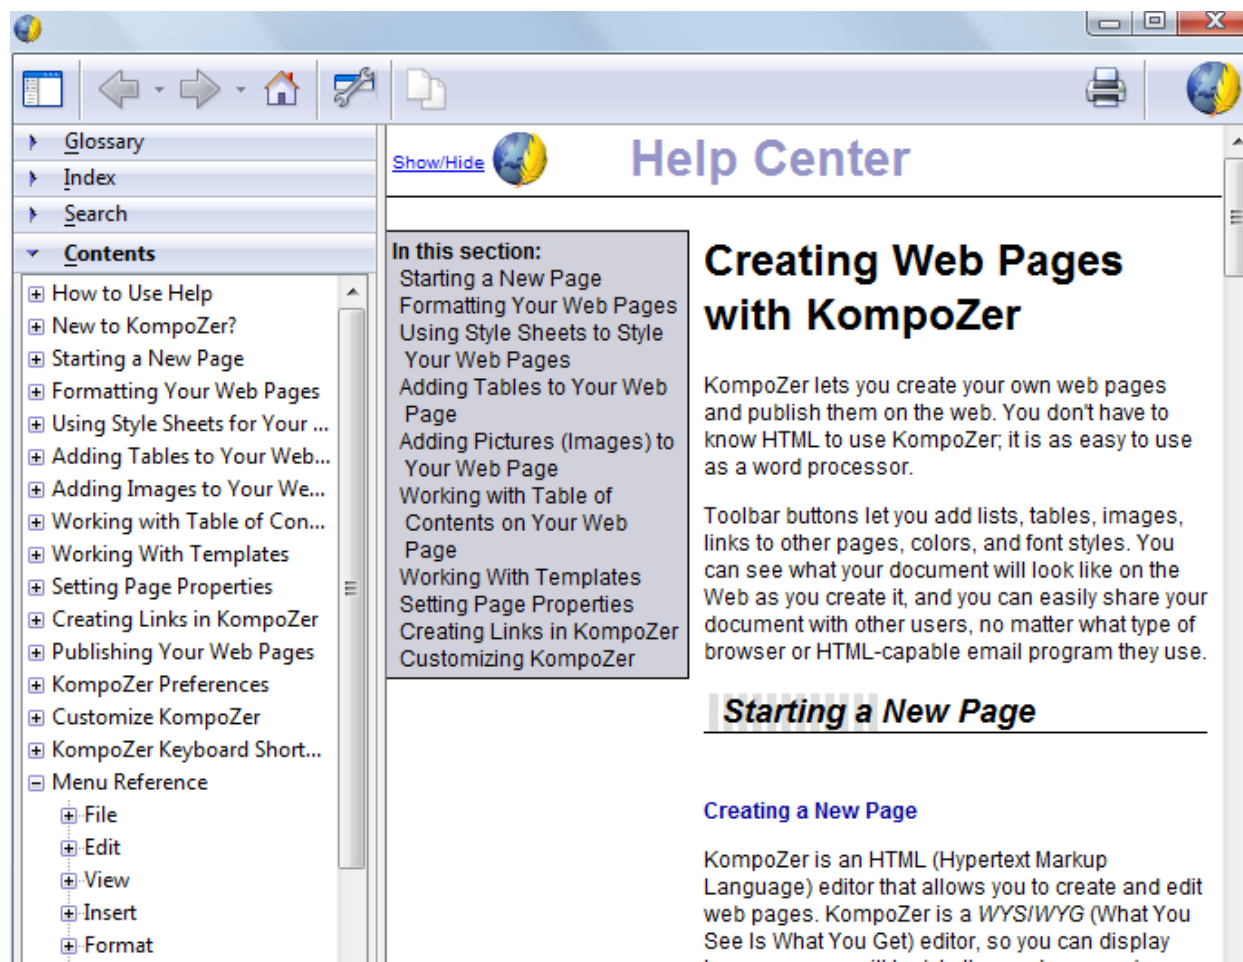 Glossary
Index
Search
Contents
How to Use Help
New to KompoZer?
Starting a New Page
Formatting Your Web Pages
Using Style Sheets for Your ...
Adding Tables to Your Web...
Adding Images to Your We...
Working with Table of Con...
Working With Templates
Setting Page Properties
Creating Links in KompoZer
Publishing Your Web Pages
KompoZer Preferences
Customize KompoZer
KompoZer Keyboard Short...
Menu Reference
File
Edit
View
Insert
Format
Show/Hide
Help Center
In this section:
Starting a New Page
Formatting Your Web Pages
Using Style Sheets to Style
Your Web Pages
Adding Tables to Your Web
Page
Adding Pictures (Images) to
Your Web Page
Working with Table of
Contents on Your Web
Page
Working With Templates
Setting Page Properties
Creating Links in KompoZer
Customizing KompoZer
Creating Web Pages
with KompoZer
KompoZer lets you create your own web pages
and publish them on the web. You don't have to
know HTML to use KompoZer; it is as easy to use
as a word processor.
Toolbar buttons let you add lists, tables, images,
links to other pages, colors, and font styles. You
can see what your document will look like on the
Web as you create it, and you can easily share your
document with other users, no matter what type of
browser or HTML-capable email program they use.
Starting a New Page
Creating a New Page
KompoZer is an HTML (Hypertext Markup
Language) editor that allows you to create and edit
web pages. KompoZer is a WYSIWYG (What You
See Is What You Get) editor, so you can display